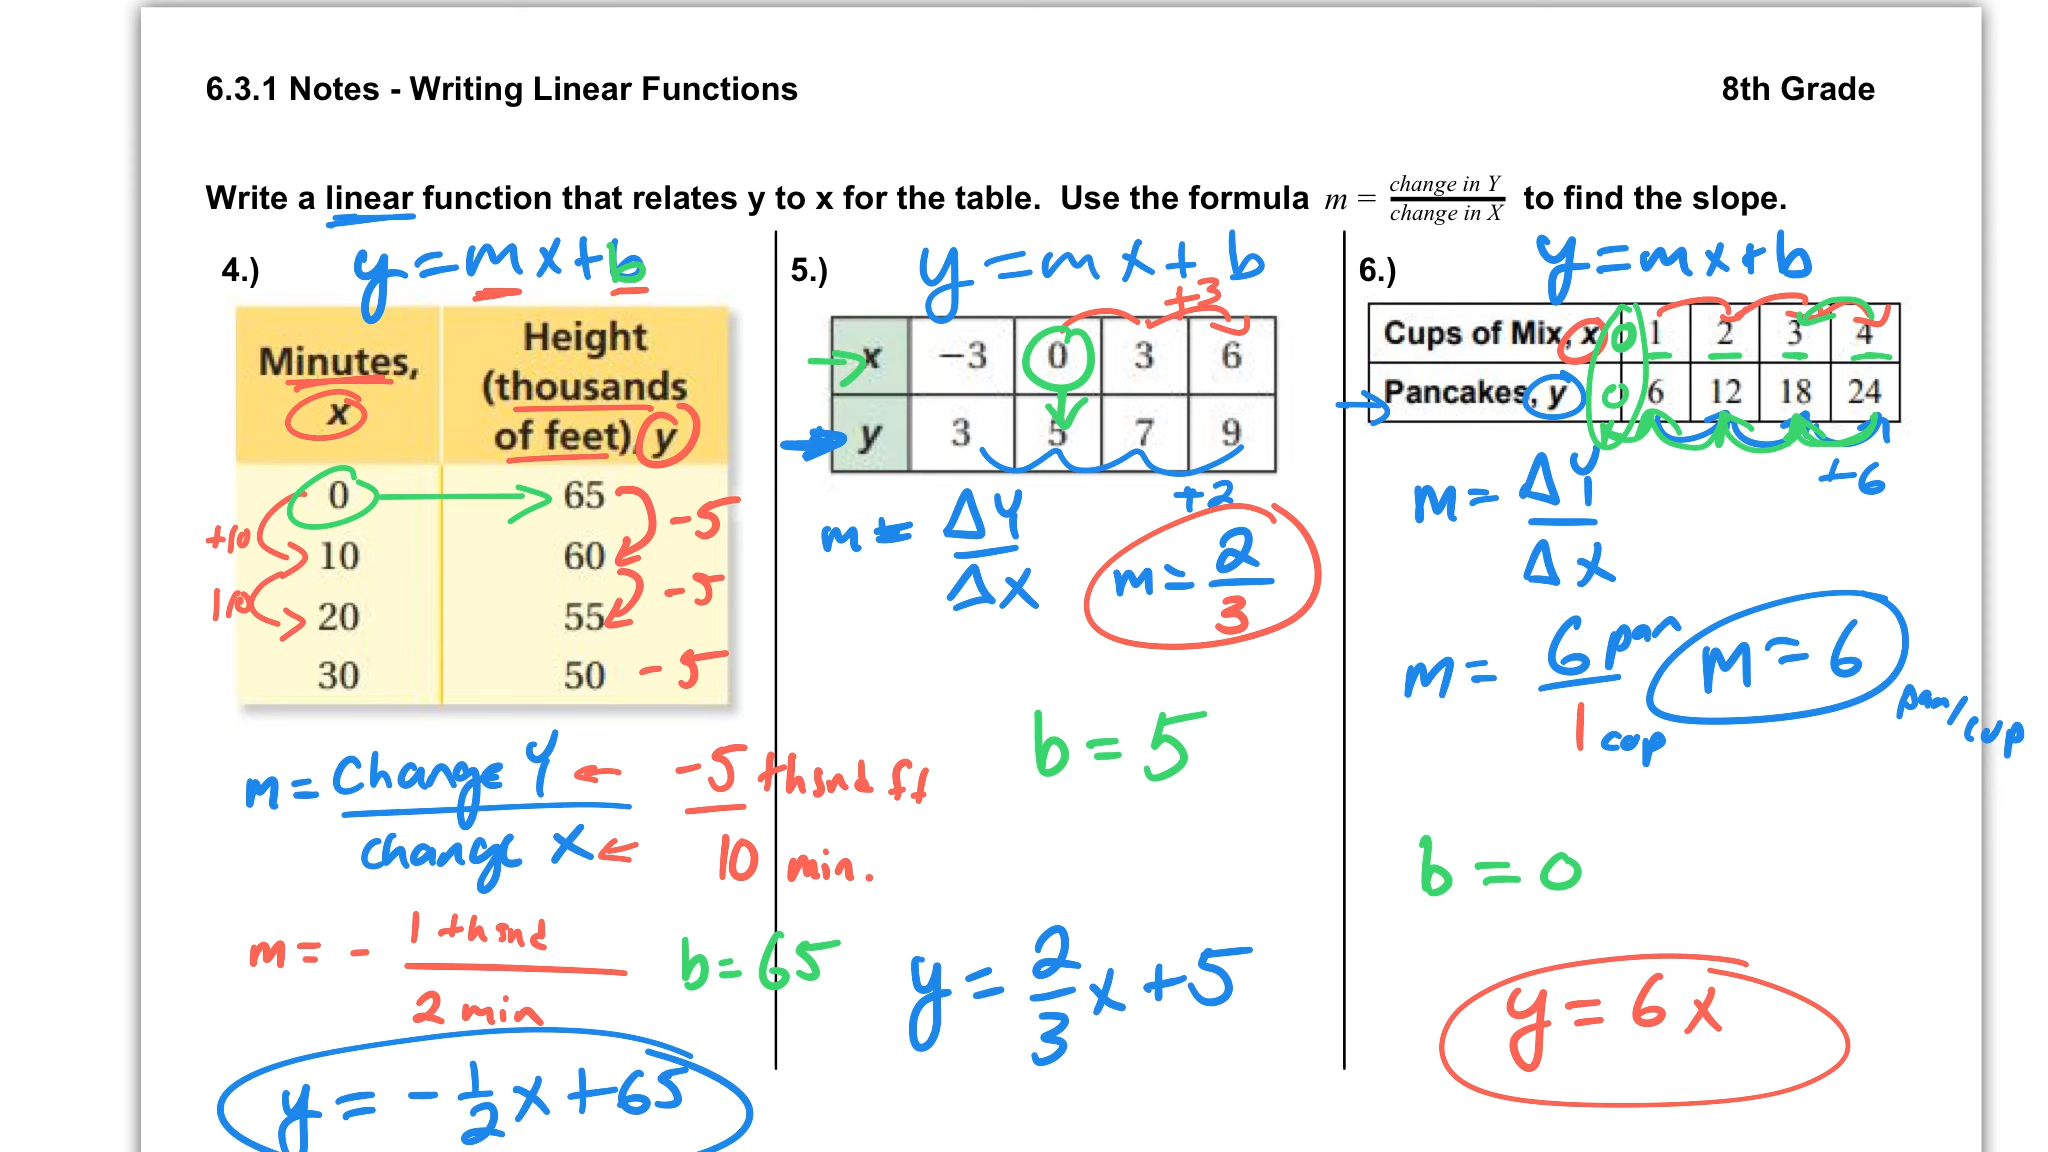 6.3.1 Notes - Writing Linear Functions 8th Grade
Write a linear function that relates y to x for the table. Use the formula m = change in Y / change in X to find the slope.
4.) y = mx + b
Minutes, x Height (thousands of feet), y
0 65
10 60
20 55
30 50
+10
+10
-5
-5
-5
m = change Y / change X ← -5 thsnd ft / 10 min.
m = - 1 thsnd / 2 min
b = 65
y = - 1/2 x + 65
5.) y = mx + b
+3
x -3 0 3 6
y 3 5 7 9
+2
m = ΔY / ΔX
m = 2/3
b = 5
y = 2/3 x + 5
6.) y = mx + b
Cups of Mix, x 0 1 2 3 4
Pancakes, y 0 6 12 18 24
+6
m = ΔY / ΔX
m = 6 pan / 1 cup
m = 6 pan/cup
b = 0
y = 6x